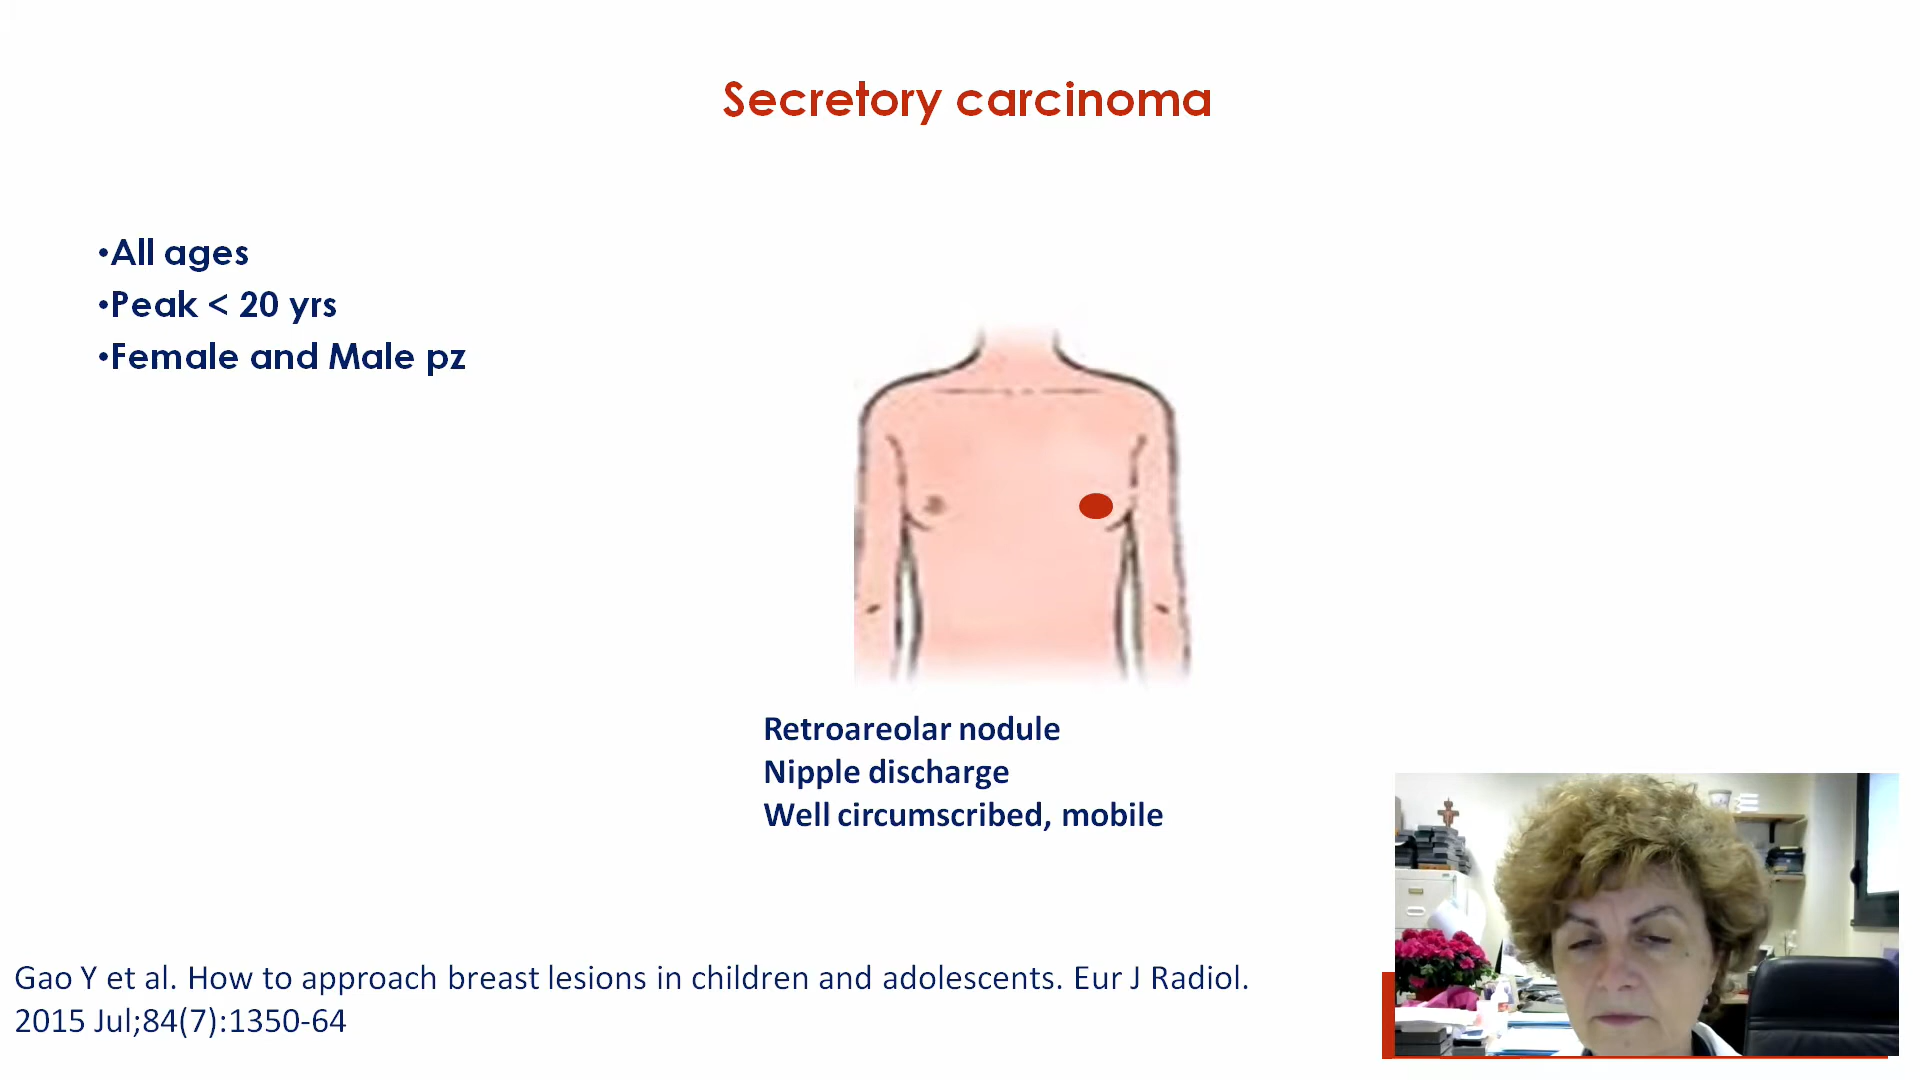 Secretory carcinoma
•All ages
•Peak < 20 yrs
•Female and Male pz
Retroareolar nodule
Nipple discharge
Well circumscribed, mobile
Gao Y et al. How to approach breast lesions in children and adolescents. Eur J Radiol.
2015 Jul;84(7):1350-64